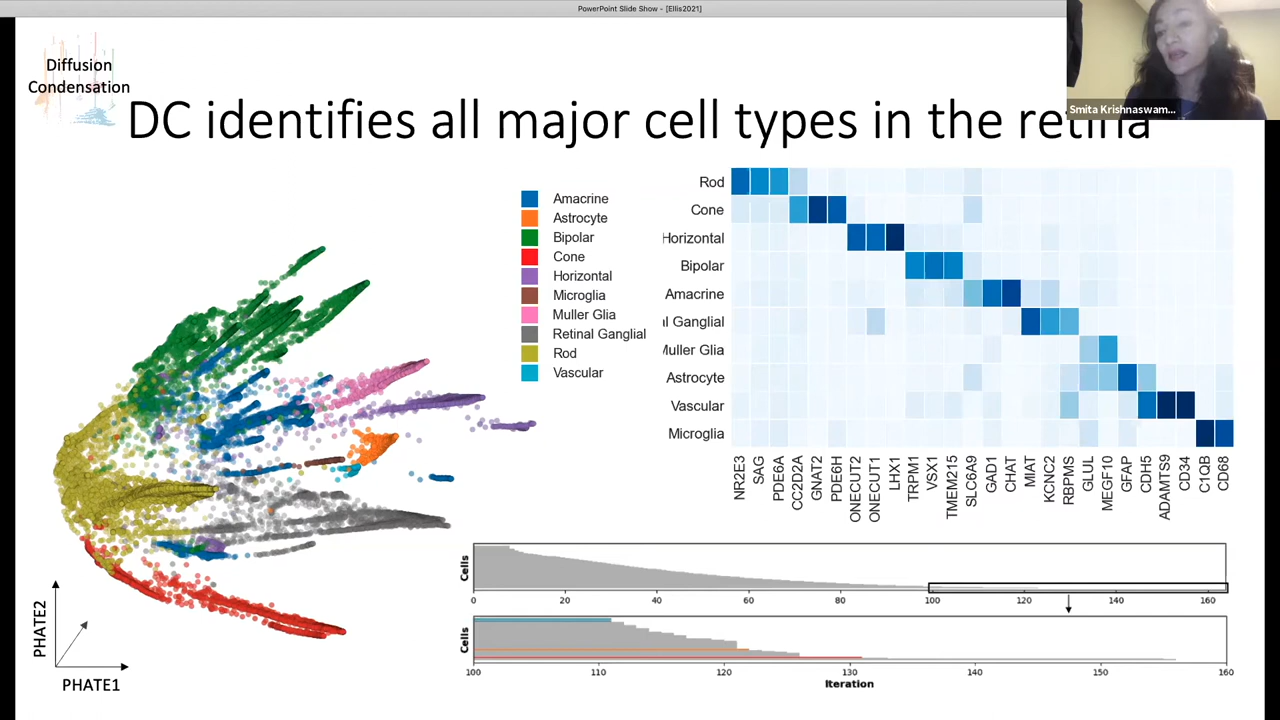 PowerPoint Slide Show - [Ellis2021]
Smita Krishnaswam...
Diffusion
Condensation
DC identifies all major cell types in the retina
Amacrine
Astrocyte
Bipolar
Cone
Horizontal
Microglia
Muller Glia
Retinal Ganglial
Rod
Vascular
Rod
Cone
Horizontal
Bipolar
Amacrine
l Ganglial
Muller Glia
Astrocyte
Vascular
Microglia
NR2E3 SAG PDE6A CC2D2A GNAT2 PDE6H ONECUT2 ONECUT1 LHX1 TRPM1 VSX1 TMEM215 SLC6A9 GAD1 CHAT MIAT KCNC2 RBPMS GLUL MEGF10 GFAP CDH5 ADAMTS9 CD34 C1QB CD68
PHATE2
PHATE1
Cells
0 20 40 60 80 100 120 140 160
Cells
100 110 120 130 140 150 160
Iteration